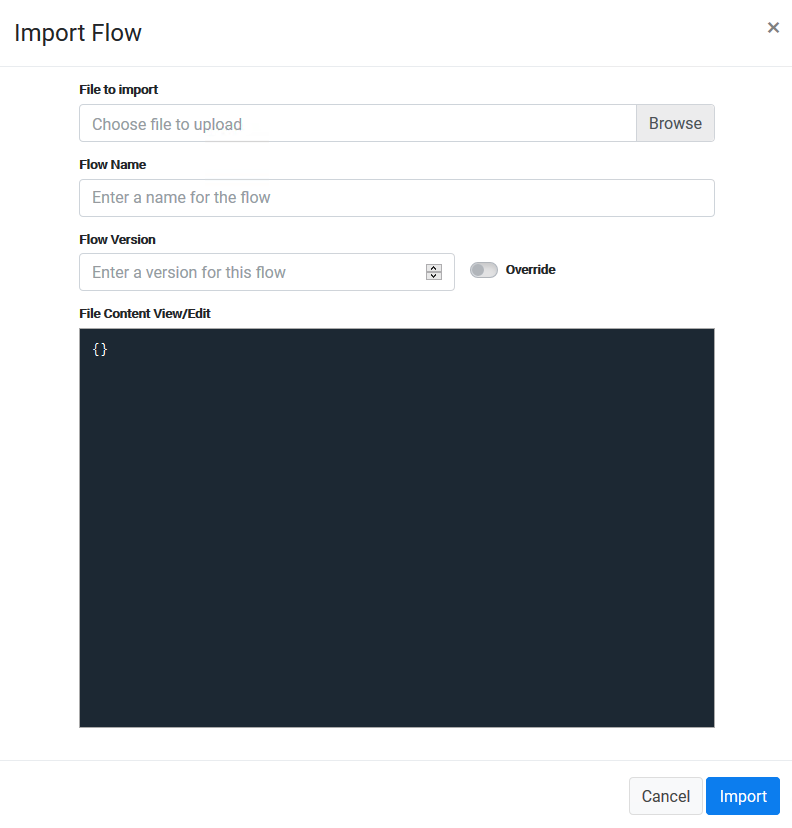 Import Flow
×
File to import
Choose file to upload
Browse
Flow Name
Enter a name for the flow
Flow Version
Enter a version for this flow
Override
File Content View/Edit
{}
Cancel
Import